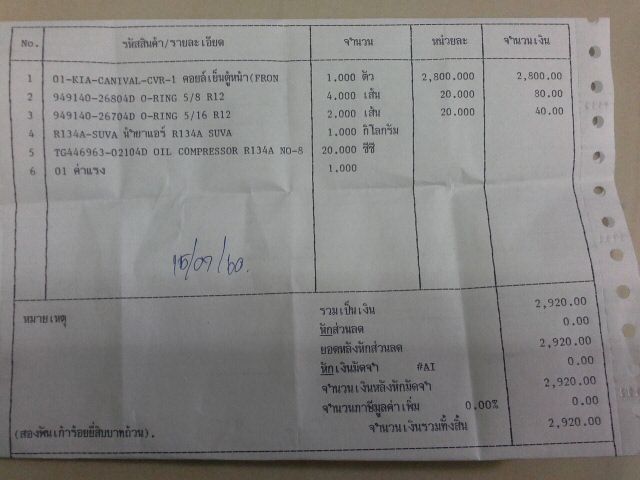 No. รหัสสินค้า/รายละเอียด จำนวน หน่วยละ จำนวนเงิน
1 01-KIA-CANIVAL-CVR-1 คอยล์เย็นตู้หน้า(FRON 1.000 ตัว 2,800.000 2,800.00
2 949140-26804D O-RING 5/8 R12 4.000 เส้น 20.000 80.00
3 949140-26704D O-RING 5/16 R12 2.000 เส้น 20.000 40.00
4 R134A-SUVA น้ำยาแอร์ R134A SUVA 1.000 กิโลกรัม
5 TG446963-02104D OIL COMPRESSOR R134A NO-8 20.000 ซีซี
6 01 ค่าแรง 1.000
15/09/60.
หมายเหตุ
รวมเป็นเงิน 2,920.00
หักส่วนลด 0.00
ยอดหลังหักส่วนลด 2,920.00
หักเงินมัดจำ #AI 0.00
จำนวนเงินหลังหักมัดจำ 2,920.00
จำนวนภาษีมูลค่าเพิ่ม 0.00% 0.00
(สองพันเก้าร้อยยี่สิบบาทถ้วน). จำนวนเงินรวมทั้งสิ้น 2,920.00